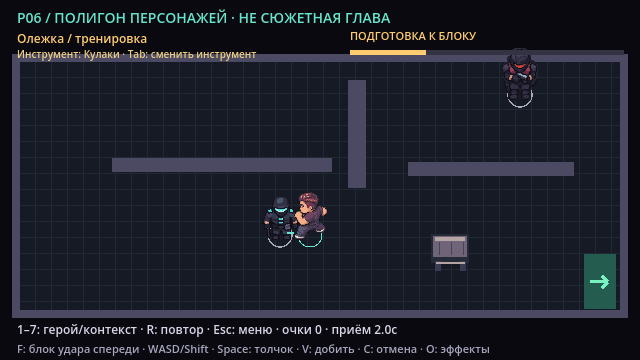 P06 / ПОЛИГОН ПЕРСОНАЖЕЙ · НЕ СЮЖЕТНАЯ ГЛАВА
Олежка / тренировка
ПОДГОТОВКА К БЛОКУ
Инструмент: Кулаки · Tab: сменить инструмент
1–7: герой/контекст · R: повтор · Esc: меню · очки 0 · приём 2.0с
F: блок удара спереди · WASD/Shift · Space: толчок · V: добить · C: отмена · O: эффекты